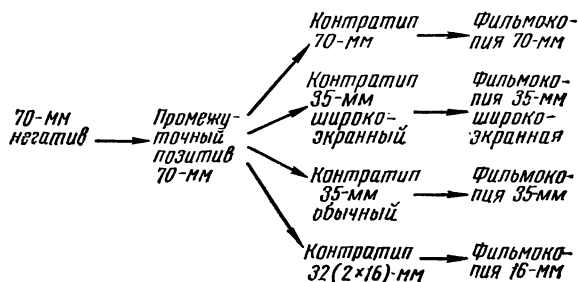 70-мм
негатив
Промежу-
точный
позитив
70-мм
Контратип
70-мм
Фильмоко-
пия 70-мм
Контратип
35-мм
широко-
экранный
Фильмоко-
пия 35-мм
широко-
экранная
Контратип
35-мм
обычный
Фильмоко-
пия 35-мм
Контратип
32(2×16)-мм
Фильмоко-
пия 16-мм